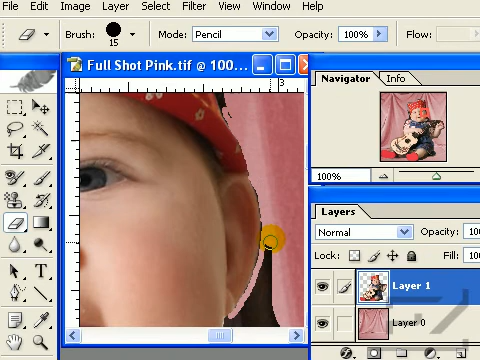 File Edit Image Layer Select Filter View Window Help
Brush: 15 Mode: Pencil Opacity: 100% Flow:
Full Shot Pink.tif @ 100...
3
Navigator Info
100%
Layers
Normal Opacity: 100
Lock: Fill: 100
Layer 1
Layer 0
T